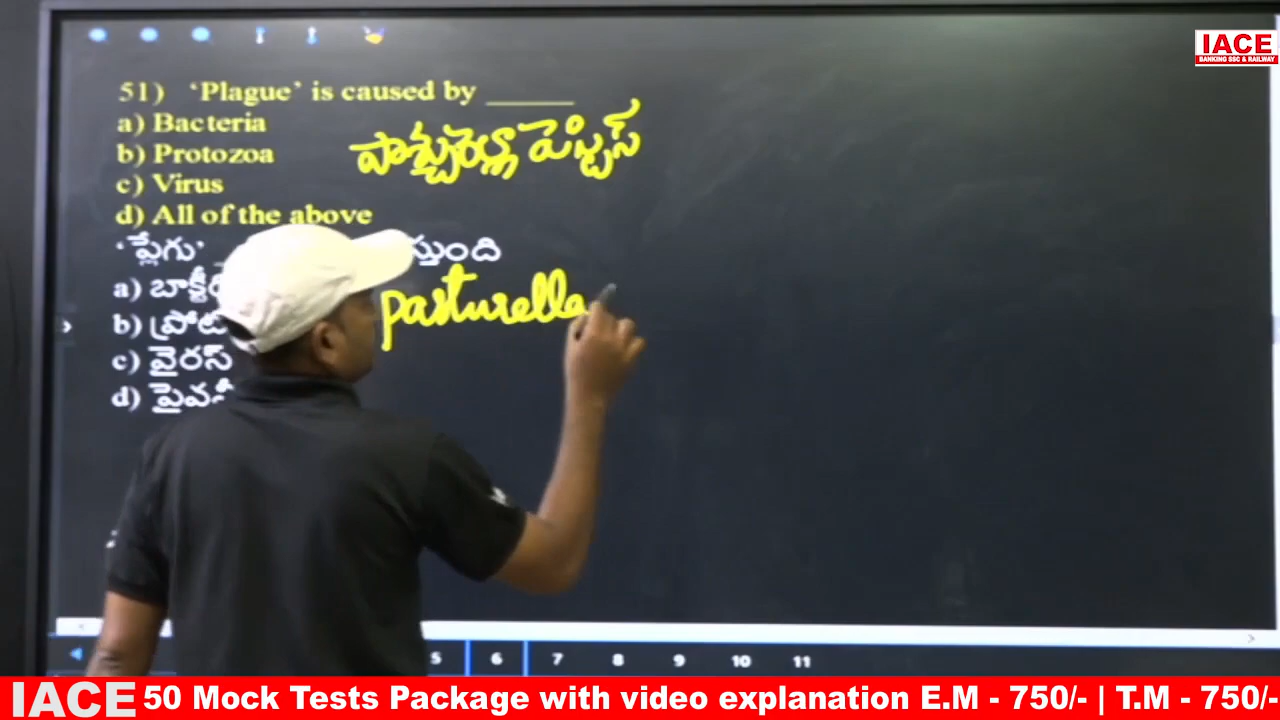 IACE
BANKING SSC & RAILWAY
51) ‘Plague’ is caused by ______
a) Bacteria
పాశ్చురెల్లా పెస్టిస్
b) Protozoa
c) Virus
d) All of the above
‘ప్లేగు’
a)
pasturella
b)
c) వైరస్
d)
5 6 7 8 9 10 11
IACE 50 Mock Tests Package with video explanation E.M - 750/- | T.M - 750/-